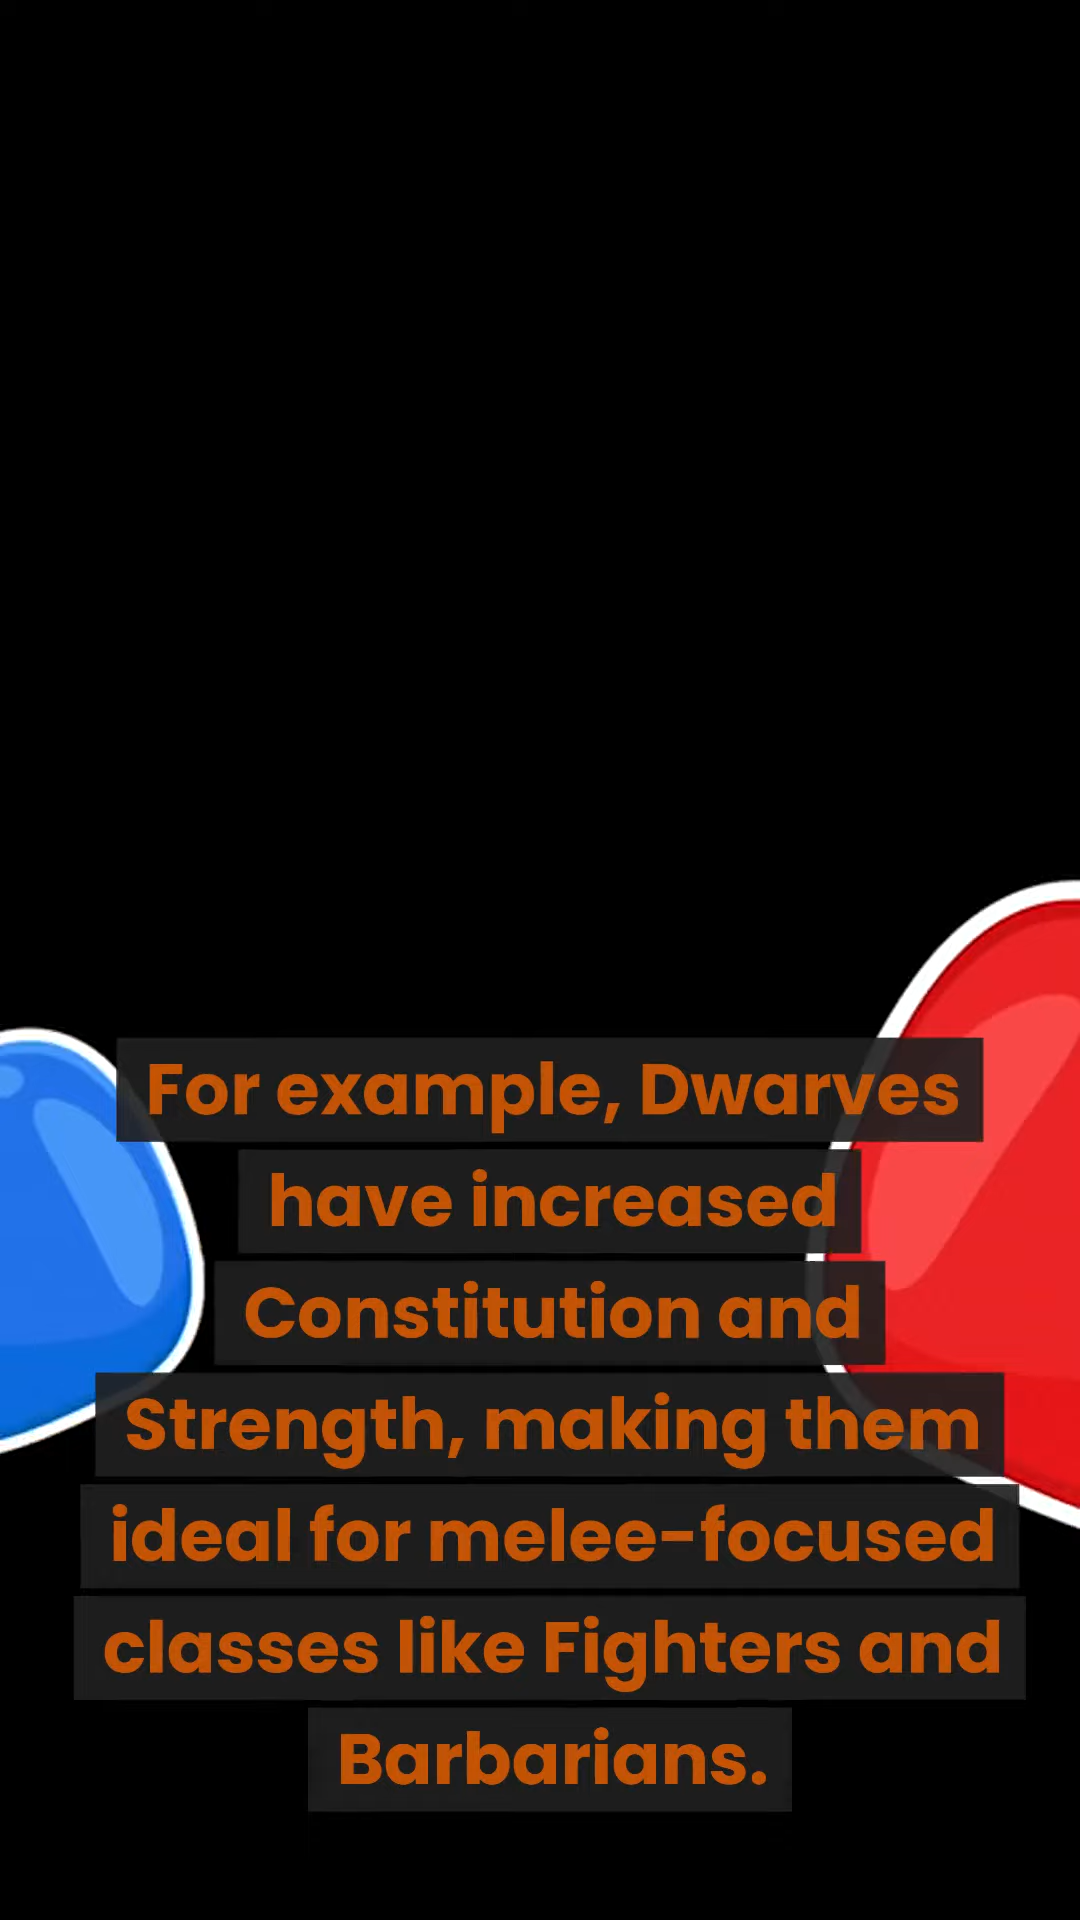 For example, Dwarves
have increased
Constitution and
Strength, making them
ideal for melee-focused
classes like Fighters and
Barbarians.